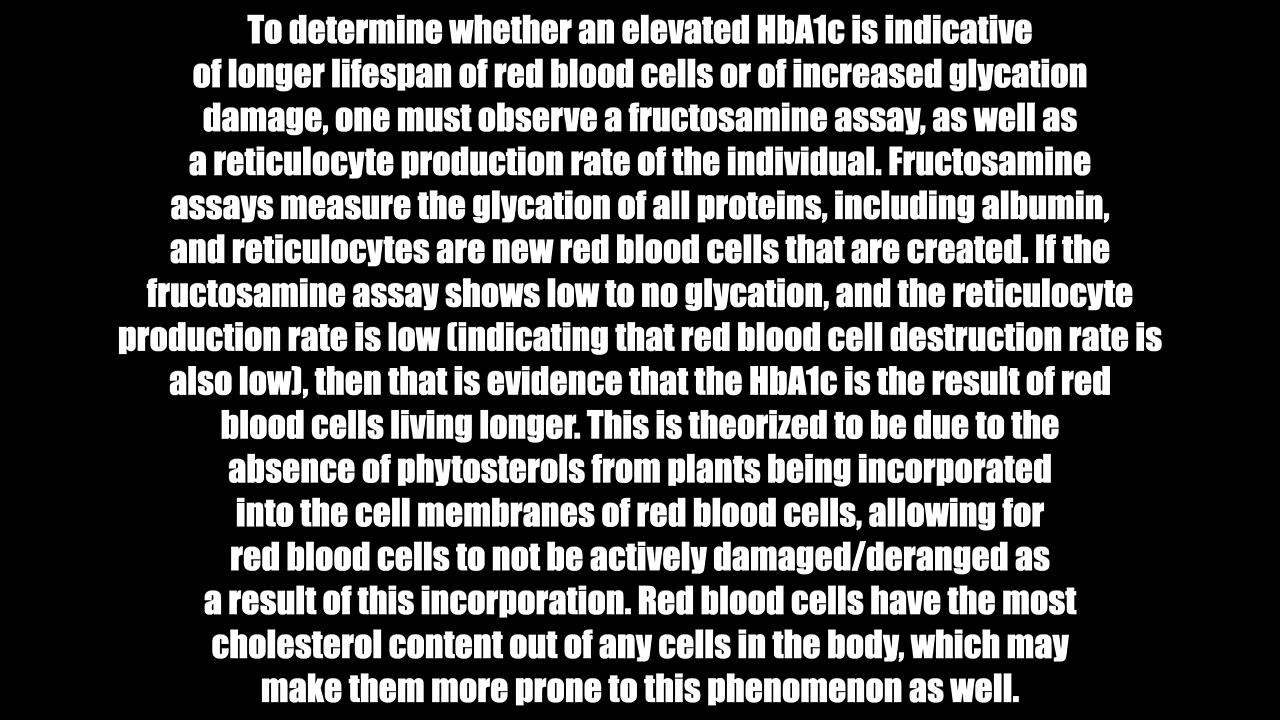 To determine whether an elevated HbA1c is indicative
of longer lifespan of red blood cells or of increased glycation
damage, one must observe a fructosamine assay, as well as
a reticulocyte production rate of the individual. Fructosamine
assays measure the glycation of all proteins, including albumin,
and reticulocytes are new red blood cells that are created. If the
fructosamine assay shows low to no glycation, and the reticulocyte
production rate is low (indicating that red blood cell destruction rate is
also low), then that is evidence that the HbA1c is the result of red
blood cells living longer. This is theorized to be due to the
absence of phytosterols from plants being incorporated
into the cell membranes of red blood cells, allowing for
red blood cells to not be actively damaged/deranged as
a result of this incorporation. Red blood cells have the most
cholesterol content out of any cells in the body, which may
make them more prone to this phenomenon as well.